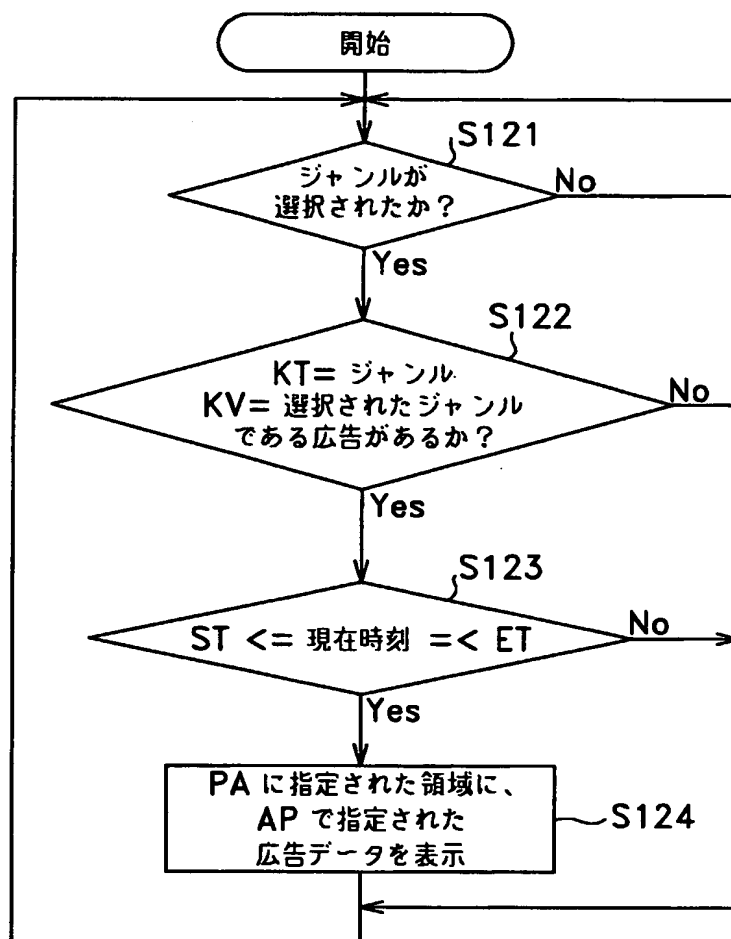 開始
S121
ジャンルが
選択されたか？
No
Yes
S122
KT= ジャンル
KV= 選択されたジャンル
である広告があるか？
No
Yes
S123
ST <= 現在時刻 =< ET
No
Yes
PA に指定された領域に、
AP で指定された
広告データを表示
S124